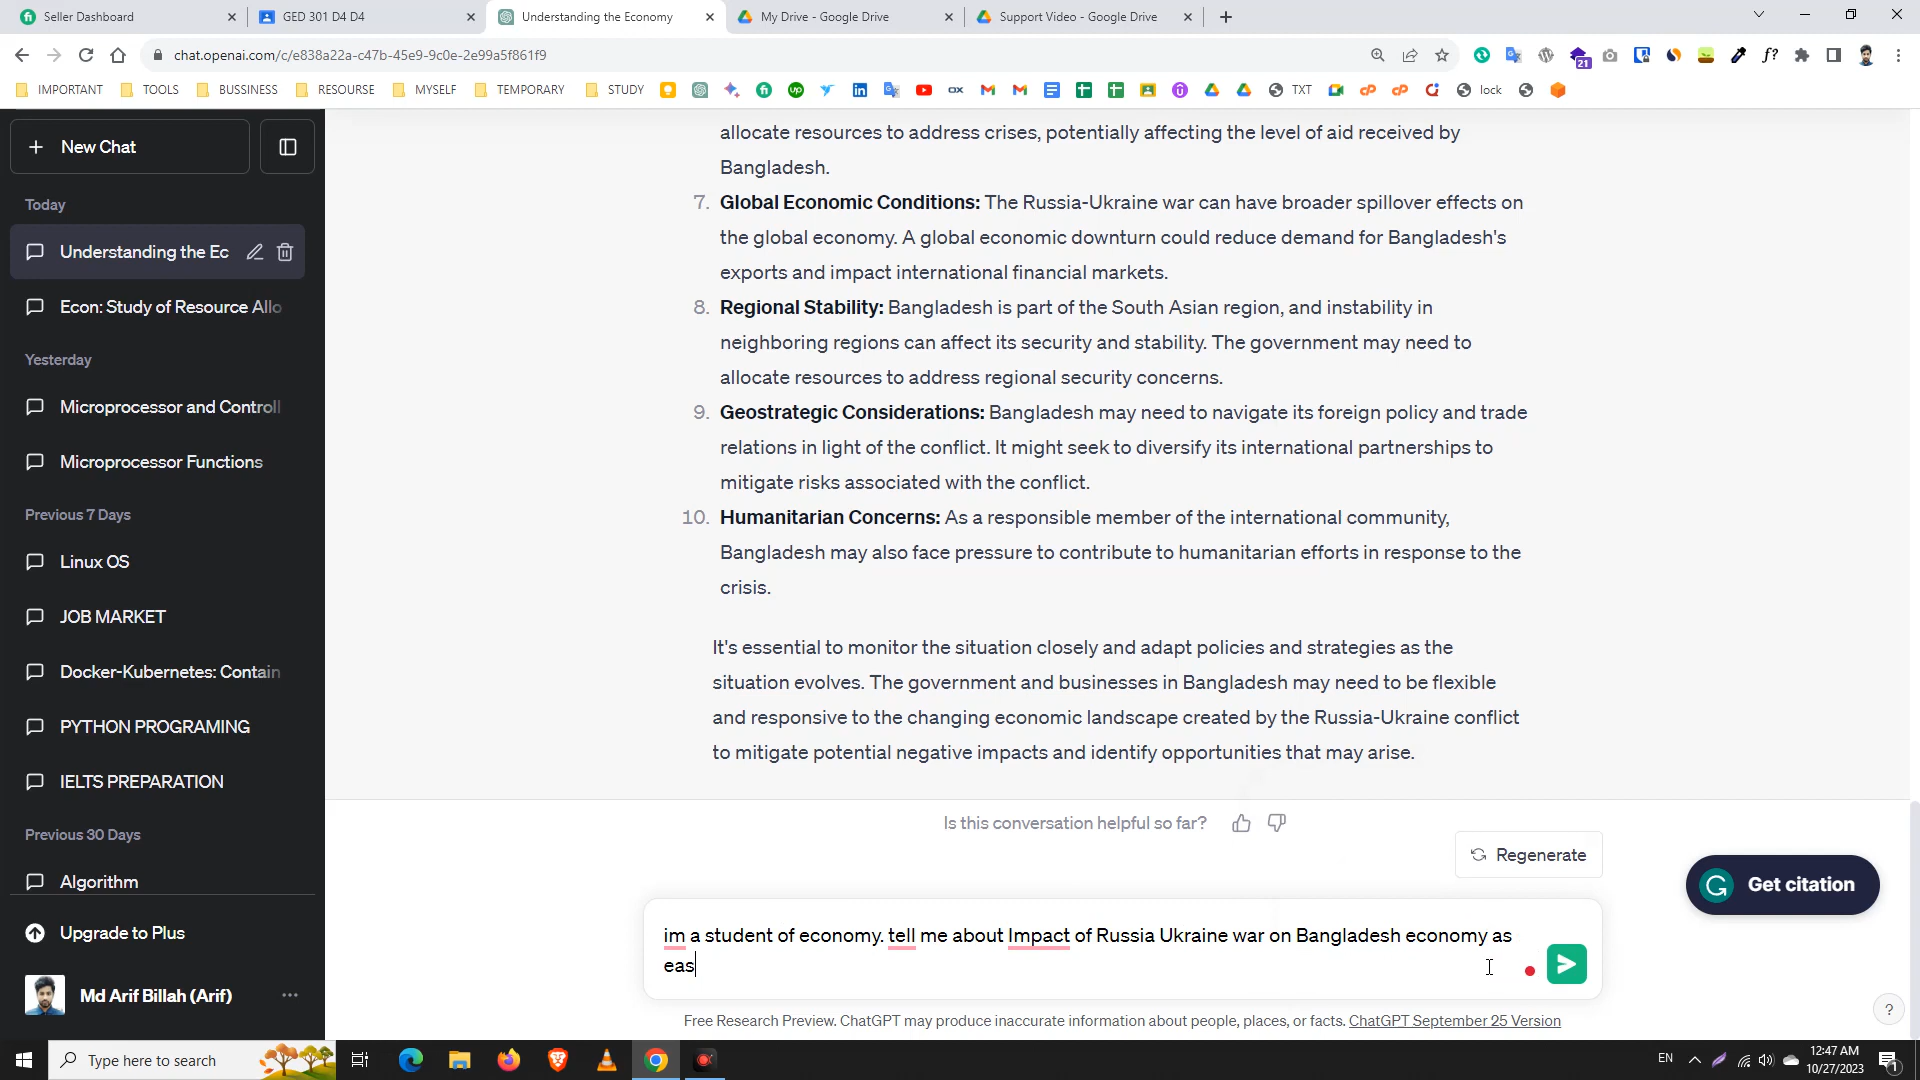 Seller Dashboard
GED 301 D4 D4
Understanding the Economy
My Drive - Google Drive
Support Video - Google Drive
chat.openai.com/c/e838a22a-c47b-45e9-9c0e-2e99a5f861f9
21
IMPORTANT
TOOLS
BUSSINESS
RESOURSE
MYSELF
TEMPORARY
STUDY
TXT
lock
New Chat
Today
Understanding the Ec
Econ: Study of Resource Allo
Yesterday
Microprocessor and Controll
Microprocessor Functions
Previous 7 Days
Linux OS
JOB MARKET
Docker-Kubernetes: Contain
PYTHON PROGRAMING
IELTS PREPARATION
Previous 30 Days
Algorithm
Upgrade to Plus
Md Arif Billah (Arif)
allocate resources to address crises, potentially affecting the level of aid received by
Bangladesh.
7. Global Economic Conditions: The Russia-Ukraine war can have broader spillover effects on
the global economy. A global economic downturn could reduce demand for Bangladesh's
exports and impact international financial markets.
8. Regional Stability: Bangladesh is part of the South Asian region, and instability in
neighboring regions can affect its security and stability. The government may need to
allocate resources to address regional security concerns.
9. Geostrategic Considerations: Bangladesh may need to navigate its foreign policy and trade
relations in light of the conflict. It might seek to diversify its international partnerships to
mitigate risks associated with the conflict.
10. Humanitarian Concerns: As a responsible member of the international community,
Bangladesh may also face pressure to contribute to humanitarian efforts in response to the
crisis.
It's essential to monitor the situation closely and adapt policies and strategies as the
situation evolves. The government and businesses in Bangladesh may need to be flexible
and responsive to the changing economic landscape created by the Russia-Ukraine conflict
to mitigate potential negative impacts and identify opportunities that may arise.
Is this conversation helpful so far?
Regenerate
Get citation
im a student of economy. tell me about Impact of Russia Ukraine war on Bangladesh economy as
eas
Free Research Preview. ChatGPT may produce inaccurate information about people, places, or facts. ChatGPT September 25 Version
?
Type here to search
EN
12:47 AM
10/27/2023
1